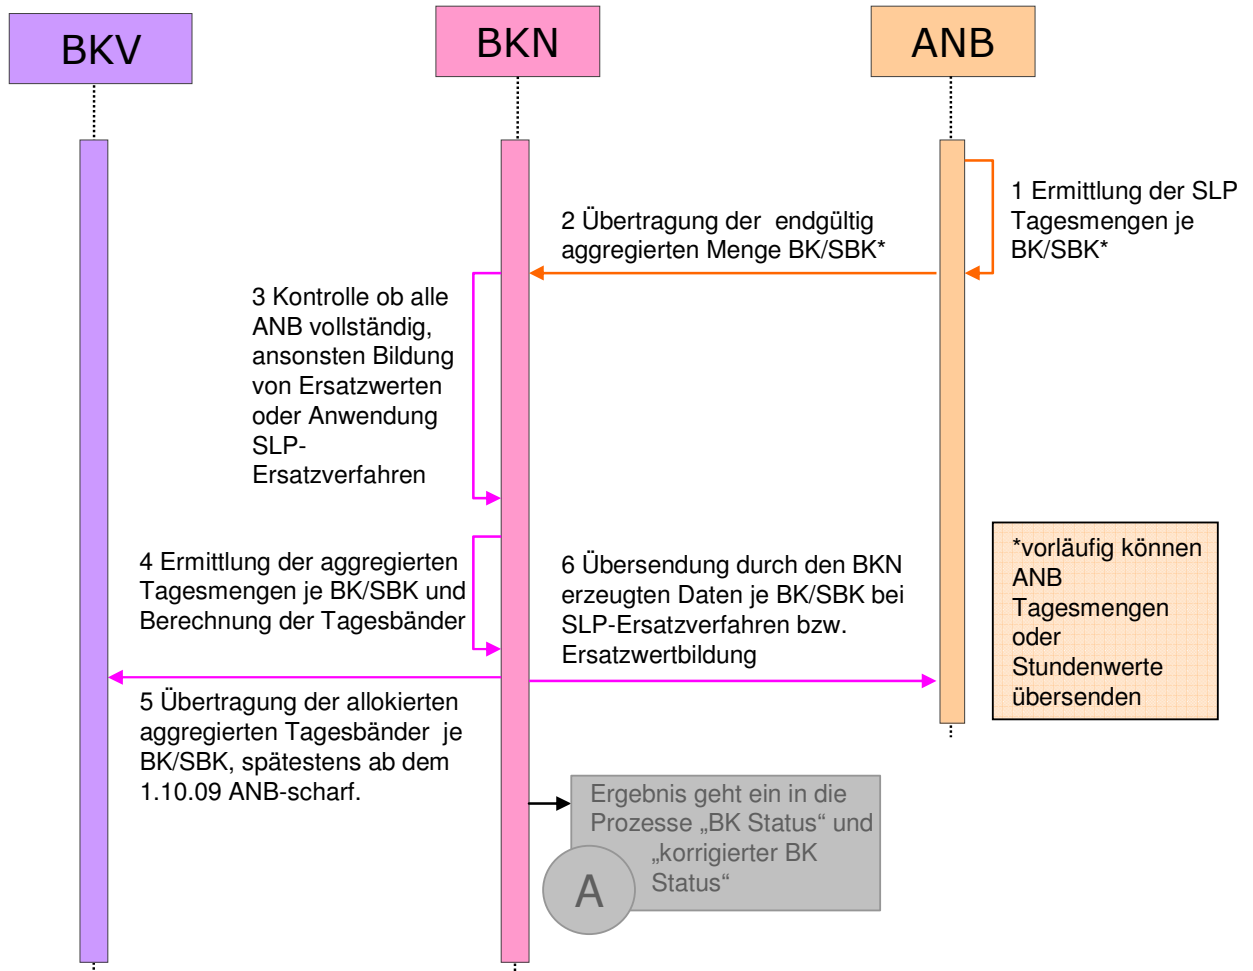 BKV
BKN
ANB
1 Ermittlung der SLP
Tagesmengen je
BK/SBK*
2 Übertragung der endgültig
aggregierten Menge BK/SBK*
3 Kontrolle ob alle
ANB vollständig,
ansonsten Bildung
von Ersatzwerten
oder Anwendung
SLP-
Ersatzverfahren
4 Ermittlung der aggregierten
Tagesmengen je BK/SBK und
Berechnung der Tagesbänder
6 Übersendung durch den BKN
erzeugten Daten je BK/SBK bei
SLP-Ersatzverfahren bzw.
Ersatzwertbildung
*vorläufig können
ANB
Tagesmengen
oder
Stundenwerte
übersenden
5 Übertragung der allokierten
aggregierten Tagesbänder je
BK/SBK, spätestens ab dem
1.10.09 ANB-scharf.
Ergebnis geht ein in die
Prozesse „BK Status“ und
„korrigierter BK
Status“
A